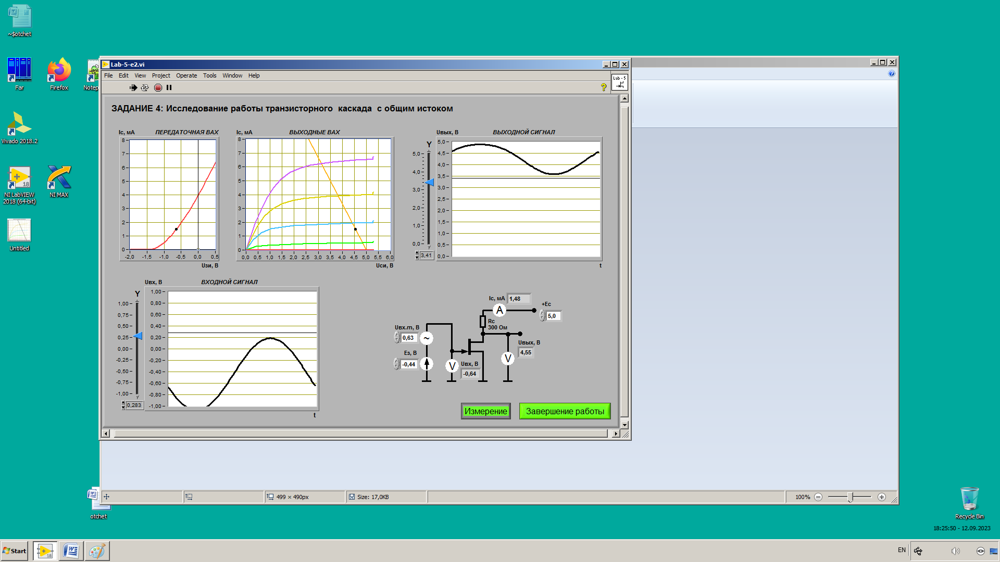 ~$otchet
Far
Firefox
Notep
Vivado 2018.2
NI LabVIEW
2018 (64-bit)
NI MAX
Untitled
otchet
Recycle Bin
18:25:50 - 12.09.2023
Lab-5-e2.vi
File Edit View Project Operate Tools Window Help
Lab - 5
ЗАДАНИЕ 4: Исследование работы транзисторного каскада с общим истоком
Iс, мА ПЕРЕДАТОЧНАЯ ВАХ
8
7
6
5
4
3
2
1
0
-2,0 -1,5 -1,0 -0,5 0,0 0,5
Uзи, В
Iс, мА ВЫХОДНЫЕ ВАХ
8
7
6
5
4
3
2
1
0
0,0 0,5 1,0 1,5 2,0 2,5 3,0 3,5 4,0 4,5 5,0 5,5 6,0
Uси, В
Y
5,0
4,0
3,0
2,0
1,0
0,0
3,41
Uвых, В ВЫХОДНОЙ СИГНАЛ
5,0
4,5
4,0
3,5
3,0
2,5
2,0
1,5
1,0
0,5
0,0
t
Y
1,00
0,75
0,50
0,25
0,00
-0,25
-0,50
-0,75
-1,00
0,283
Uвх, В ВХОДНОЙ СИГНАЛ
1,00
0,80
0,60
0,40
0,20
0,00
-0,20
-0,40
-0,60
-0,80
-1,00
t
Iс, мА 1,48
A
+Ec
5,0
Rc
300 Ом
Uвх.m, В
0,63
~
Uвых, В
4,55
Eз, В
-0,44
V
Uвх, В
-0,64
V
Измерение
Завершение работы
499 × 490px
Size: 17,0KB
100%
Start
18
EN